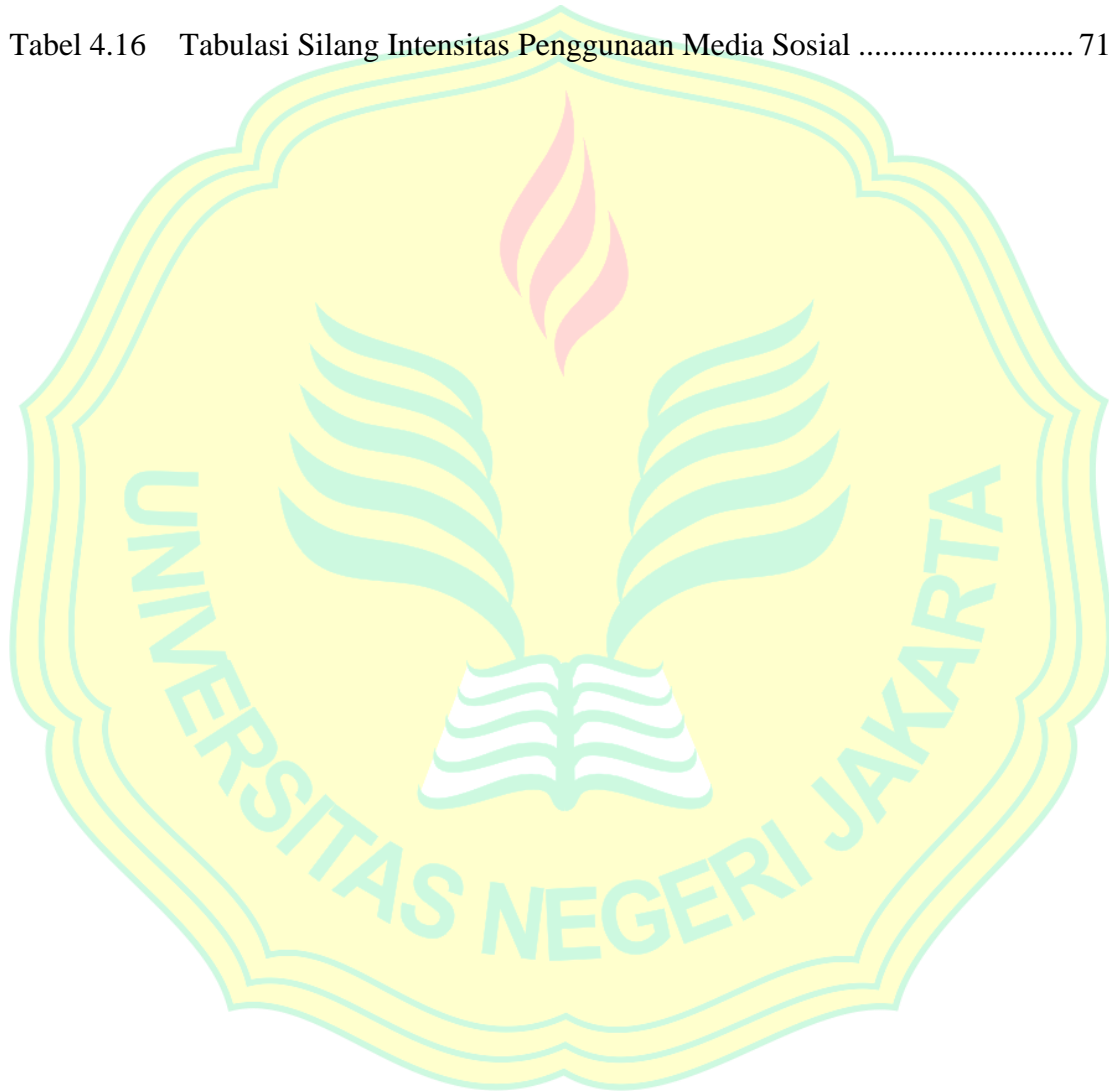 Tabel 4.16 Tabulasi Silang Intensitas Penggunaan Media Sosial ........................... 71
UNIVERSITAS NEGERI JAKARTA